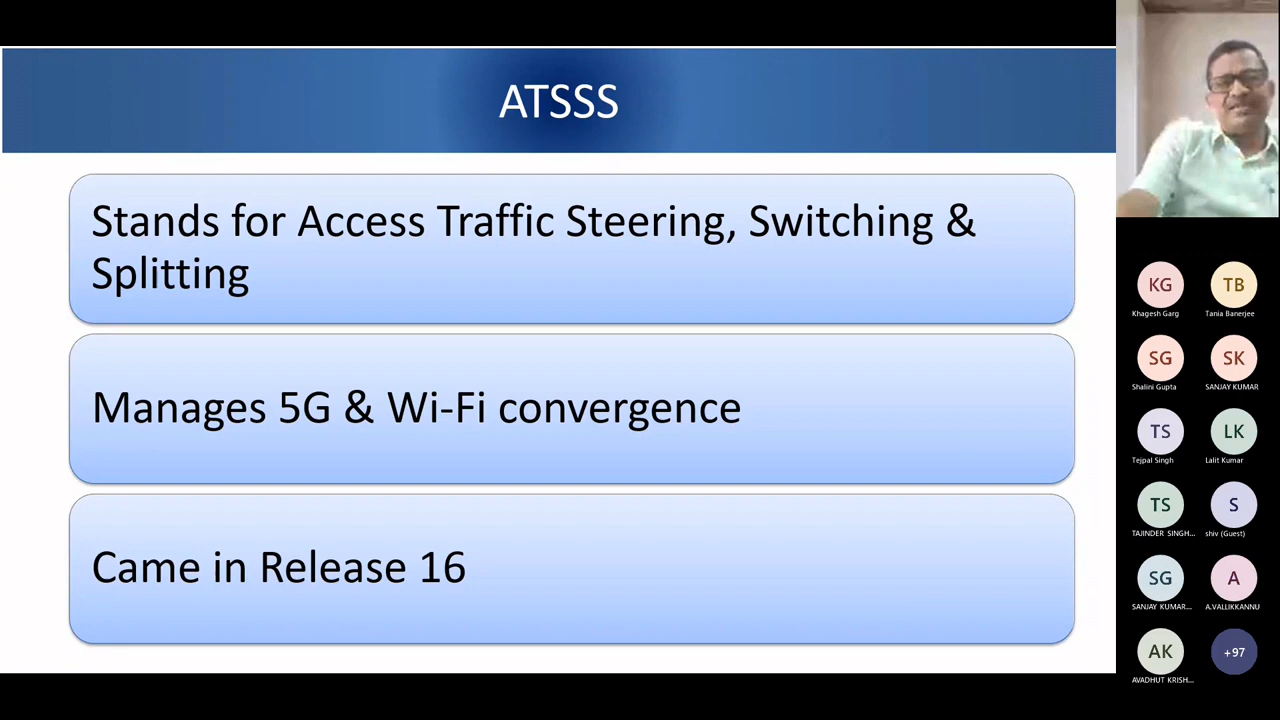 ATSSS
Stands for Access Traffic Steering, Switching &
Splitting
Manages 5G & Wi-Fi convergence
Came in Release 16
KG
TB
Khagesh Garg
Tania Banerjee
SG
SK
Shalini Gupta
SANJAY KUMAR
TS
LK
Tejpal Singh
Lalit Kumar
TS
S
TAJINDER SINGH...
shiv (Guest)
SG
A
SANJAY KUMAR...
A.VALLIKKANNU
AK
+97
AVADHUT KRISH...